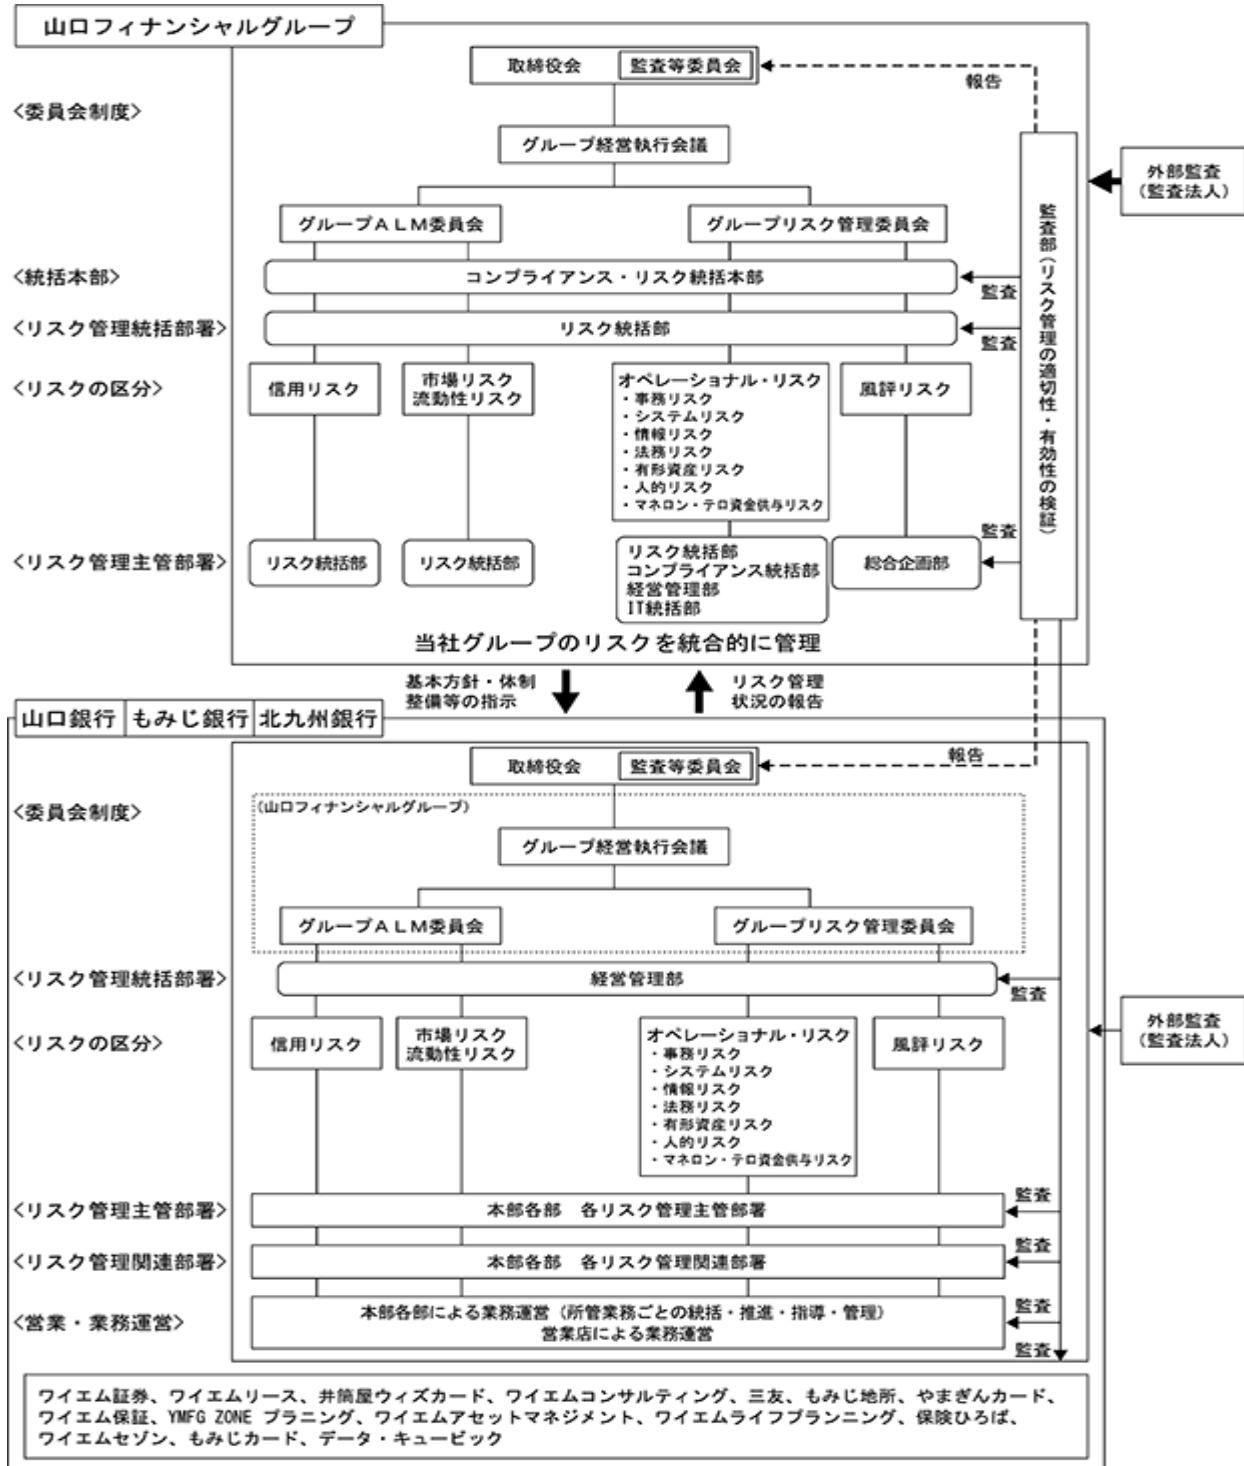 山口フィナンシャルグループ
取締役会 監査等委員会
報告
<委員会制度>
グループ経営執行会議
外部監査
(監査法人)
グループALM委員会 グループリスク管理委員会
監査部(リスク管理の適切性・有効性の検証)
<統括本部> コンプライアンス・リスク統括本部
監査
<リスク管理統括部署> リスク統括部
監査
<リスクの区分>
信用リスク
市場リスク
流動性リスク
オペレーショナル・リスク
・事務リスク
・システムリスク
・情報リスク
・法務リスク
・有形資産リスク
・人的リスク
・マネロン・テロ資金供与リスク
風評リスク
監査
<リスク管理主管部署>
リスク統括部
リスク統括部
リスク統括部
コンプライアンス統括部
経営管理部
IT統括部
総合企画部
当社グループのリスクを統合的に管理
基本方針・体制
整備等の指示
リスク管理
状況の報告
山口銀行 もみじ銀行 北九州銀行
取締役会 監査等委員会
報告
<委員会制度>
(山口フィナンシャルグループ)
グループ経営執行会議
グループALM委員会 グループリスク管理委員会
<リスク管理統括部署> 経営管理部
監査
外部監査
(監査法人)
<リスクの区分>
信用リスク
市場リスク
流動性リスク
オペレーショナル・リスク
・事務リスク
・システムリスク
・情報リスク
・法務リスク
・有形資産リスク
・人的リスク
・マネロン・テロ資金供与リスク
風評リスク
監査
<リスク管理主管部署> 本部各部 各リスク管理主管部署
監査
<リスク管理関連部署> 本部各部 各リスク管理関連部署
監査
<営業・業務運営>
本部各部による業務運営(所管業務ごとの統括・推進・指導・管理)
営業店による業務運営
監査
ワイエム証券、ワイエムリース、井筒屋ウィズカード、ワイエムコンサルティング、三友、もみじ地所、やまぎんカード、
ワイエム保証、YMFG ZONE プラニング、ワイエムアセットマネジメント、ワイエムライフプランニング、保険ひろば、
ワイエムセゾン、もみじカード、データ・キュービック